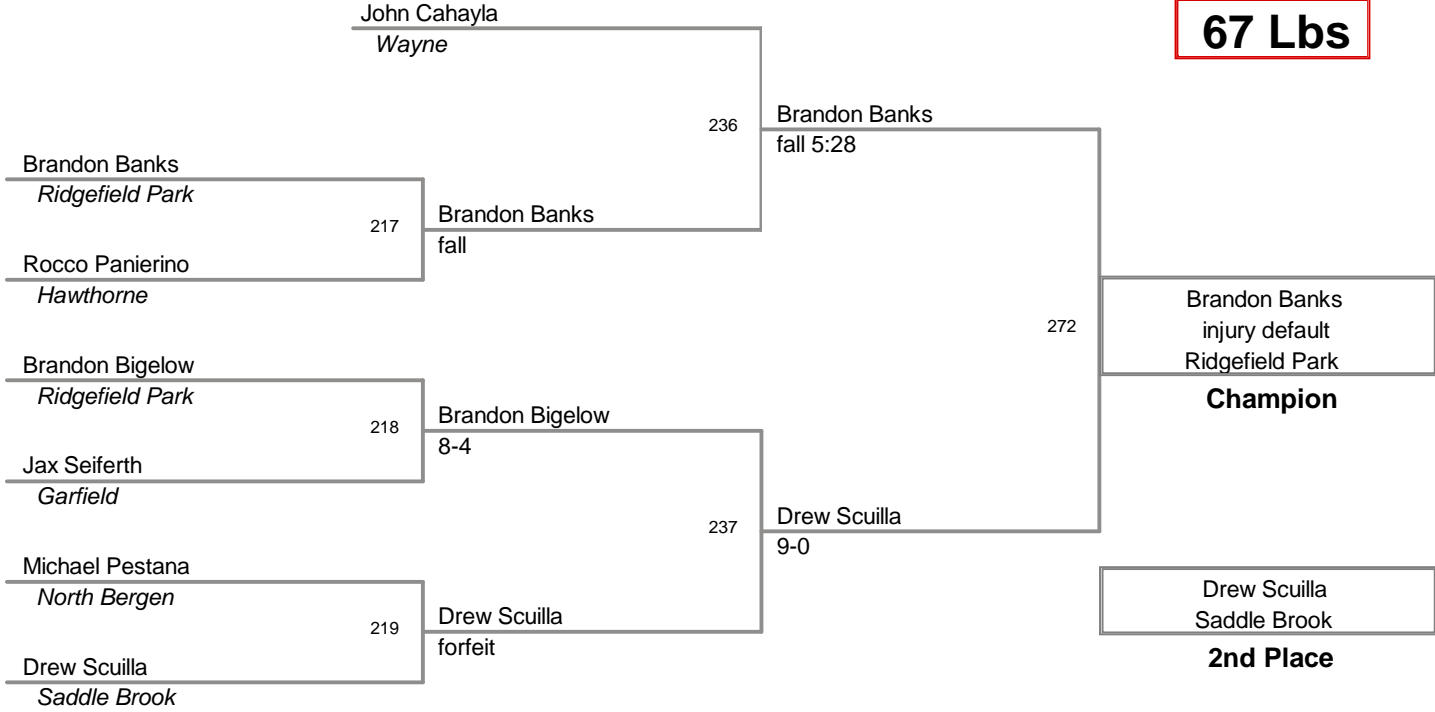 John Cahayla
Wayne
67 Lbs
236
Brandon Banks
fall 5:28
Brandon Banks
Ridgefield Park
217
Brandon Banks
fall
Rocco Panierino
Hawthorne
272
Brandon Banks
injury default
Ridgefield Park
Champion
Brandon Bigelow
Ridgefield Park
218
Brandon Bigelow
8-4
Jax Seiferth
Garfield
237
Drew Scuilla
9-0
Michael Pestana
North Bergen
219
Drew Scuilla
forfeit
Drew Scuilla
Saddle Brook
Drew Scuilla
Saddle Brook
2nd Place